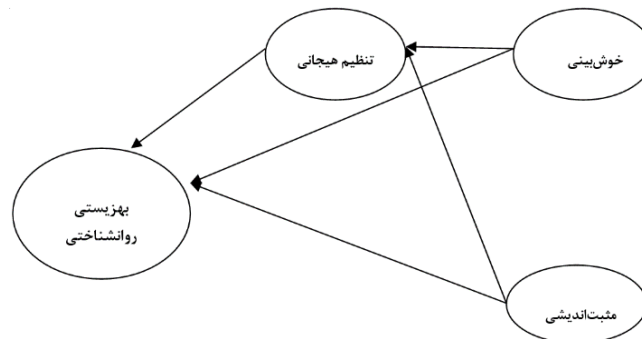 خوش‌بینی
تنظیم هیجانی
بهزیستی
روانشناختی
مثبت‌اندیشی